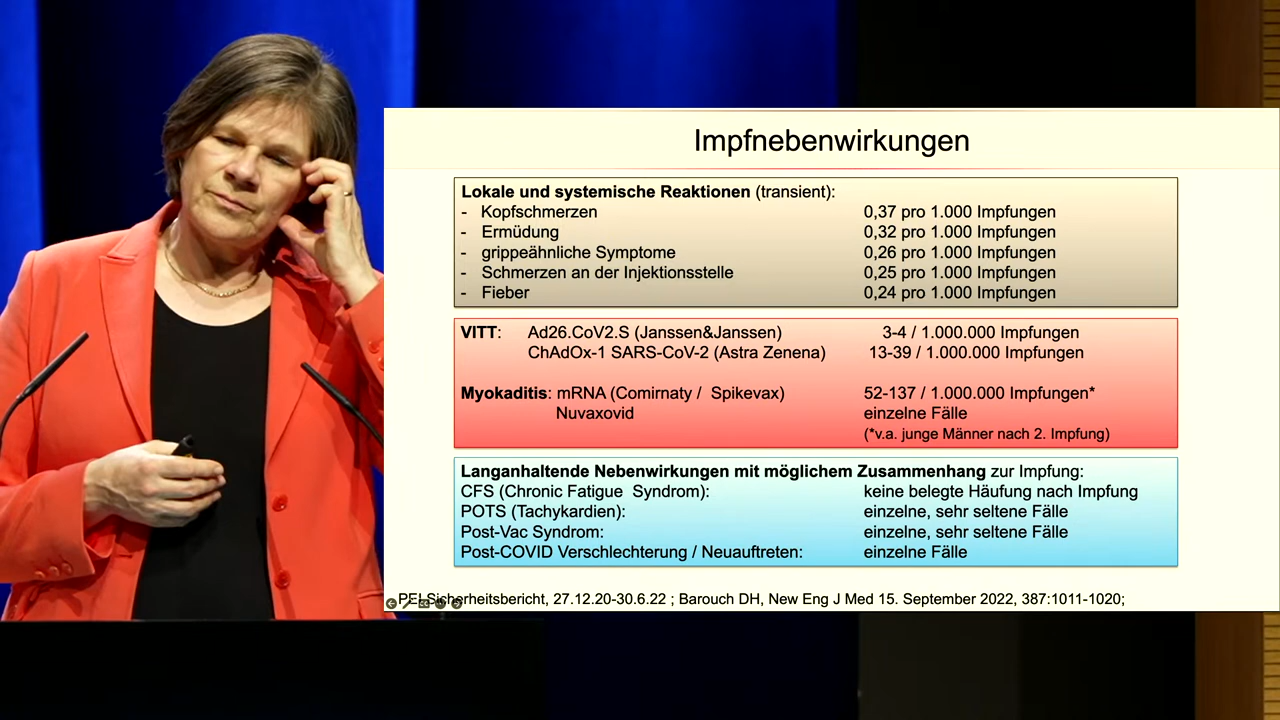 Impfnebenwirkungen
Lokale und systemische Reaktionen (transient):
- Kopfschmerzen 0,37 pro 1.000 Impfungen
- Ermüdung 0,32 pro 1.000 Impfungen
- grippeähnliche Symptome 0,26 pro 1.000 Impfungen
- Schmerzen an der Injektionsstelle 0,25 pro 1.000 Impfungen
- Fieber 0,24 pro 1.000 Impfungen
VITT: Ad26.CoV2.S (Janssen&Janssen) 3-4 / 1.000.000 Impfungen
ChAdOx-1 SARS-CoV-2 (Astra Zenena) 13-39 / 1.000.000 Impfungen
Myokaditis: mRNA (Comirnaty / Spikevax) 52-137 / 1.000.000 Impfungen*
Nuvaxovid einzelne Fälle
(*v.a. junge Männer nach 2. Impfung)
Langanhaltende Nebenwirkungen mit möglichem Zusammenhang zur Impfung:
CFS (Chronic Fatigue Syndrom): keine belegte Häufung nach Impfung
POTS (Tachykardien): einzelne, sehr seltene Fälle
Post-Vac Syndrom: einzelne, sehr seltene Fälle
Post-COVID Verschlechterung / Neuauftreten: einzelne Fälle
PEI Sicherheitsbericht, 27.12.20-30.6.22 ; Barouch DH, New Eng J Med 15. September 2022, 387:1011-1020;